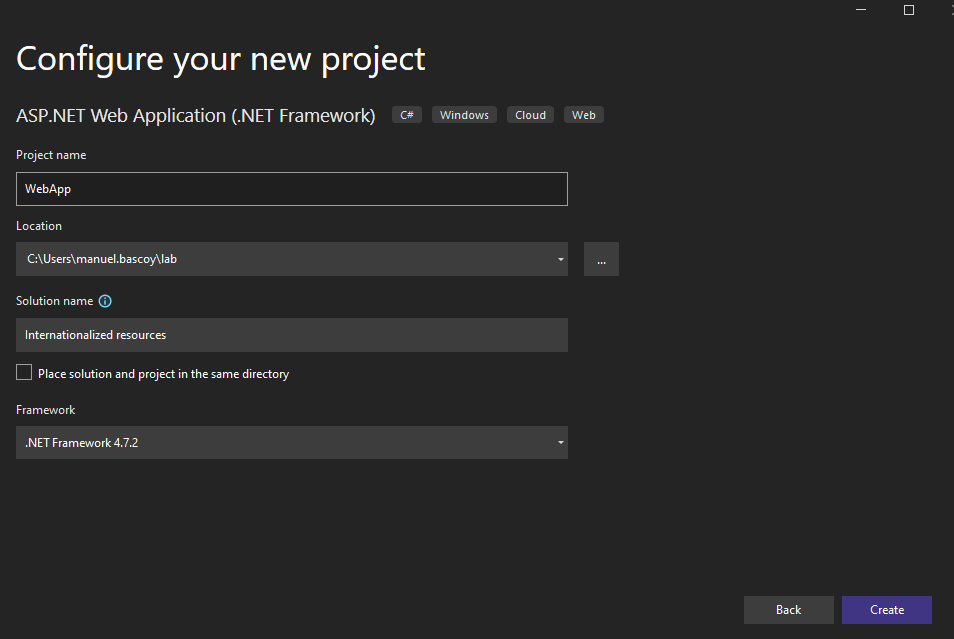 Configure your new project
ASP.NET Web Application (.NET Framework) C# Windows Cloud Web
Project name
WebApp
Location
C:\Users\manuel.bascoy\lab
...
Solution name
Internationalized resources
Place solution and project in the same directory
Framework
.NET Framework 4.7.2
Back Create